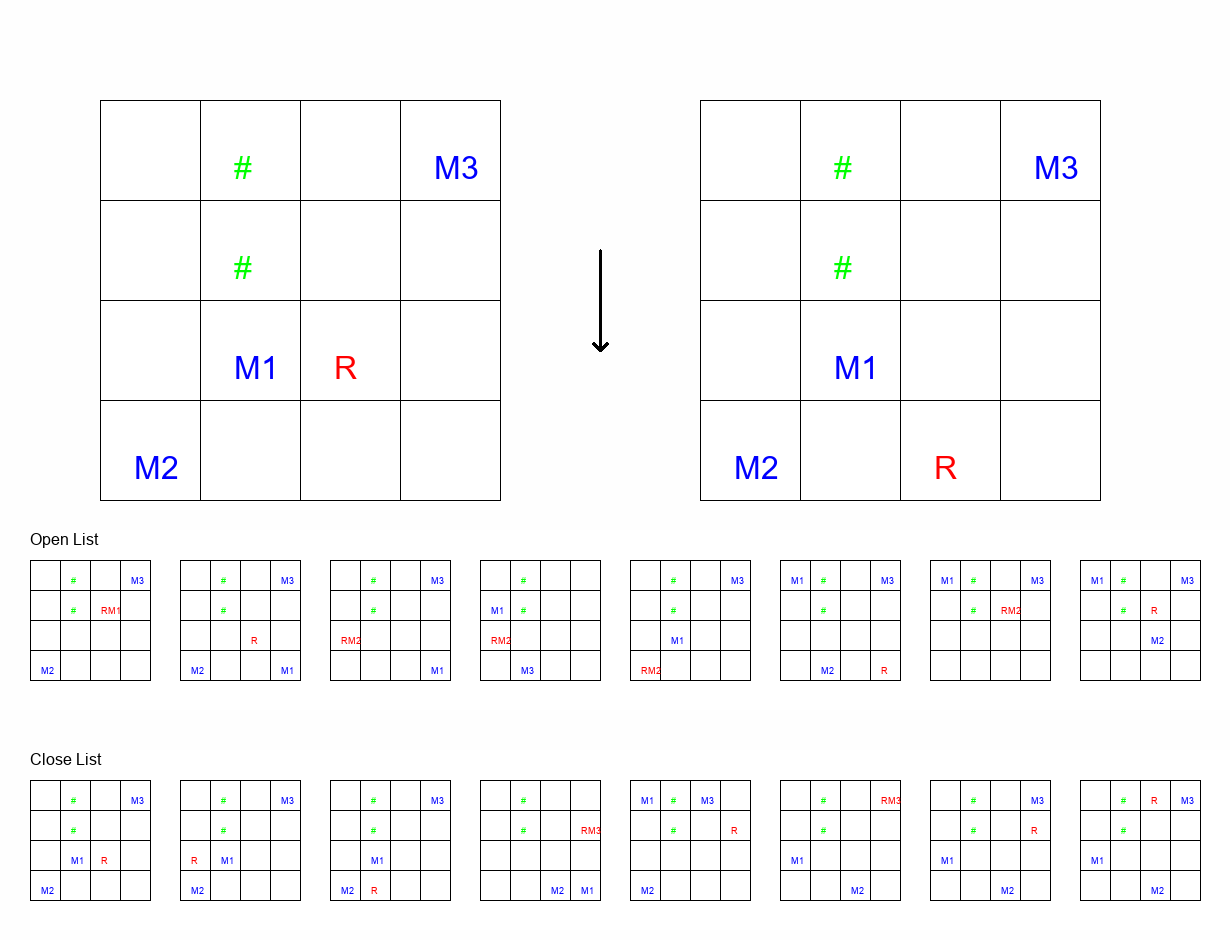 # M3 # M3
# #
M1 R M1
M2 M2 R
Open List
# M3 # M3 # M3 # # M3 M1 # M3 M1 # M3 M1 # M3
# RM1 # # M1 # # # # RM2 # R
R RM2 RM2 M1 M2
M2 M2 M1 M1 M3 RM2 M2 R
Close List
# M3 # M3 # M3 # M1 # M3 # RM3 # M3 # R M3
# # # # RM3 # R # # R #
M1 R R M1 M1 M1 M1 M1
M2 M2 M2 R M2 M1 M2 M2 M2 M2